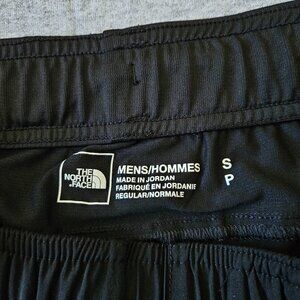 THE
NORTH
FACE
MENS/HOMMES
MADE IN JORDAN
FABRIQUÉ EN JORDANIE
REGULAR/NORMALE
S
P